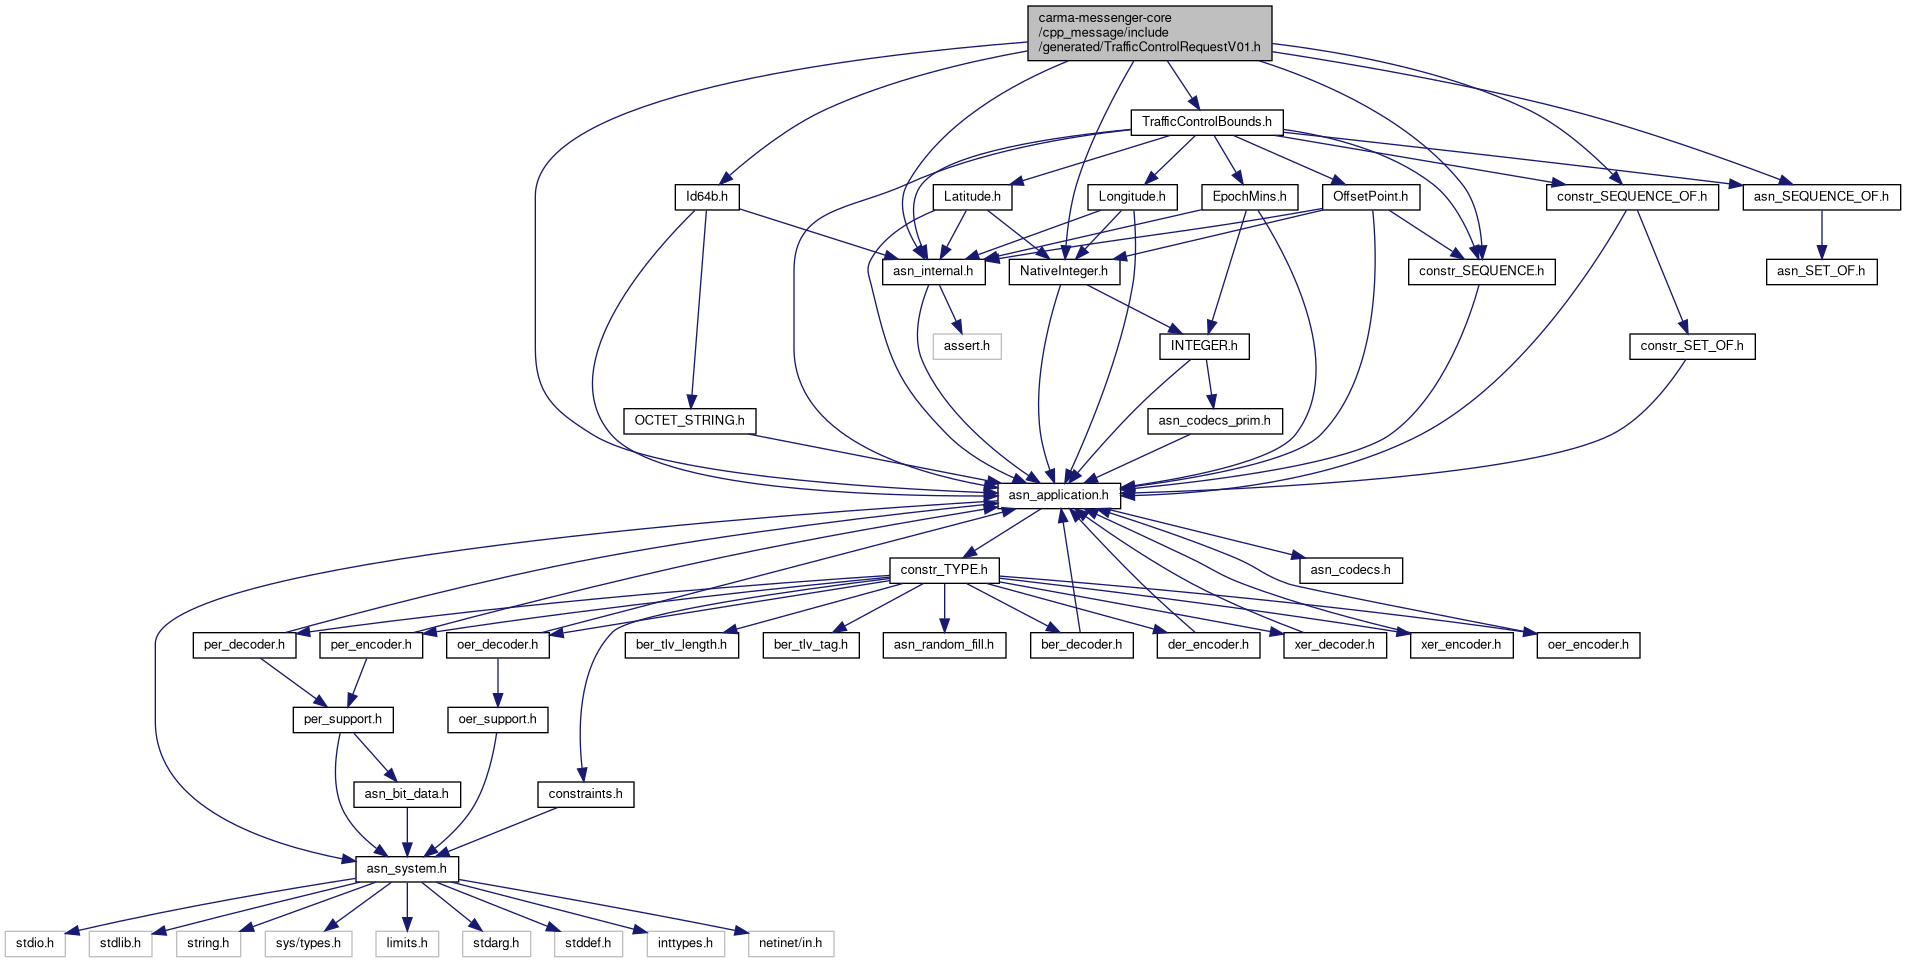 carma-messenger-core
/cpp_message/include
/generated/TrafficControlRequestV01.h
TrafficControlBounds.h
Id64b.h
Latitude.h
Longitude.h
EpochMins.h
OffsetPoint.h
constr_SEQUENCE_OF.h
asn_SEQUENCE_OF.h
asn_internal.h
NativeInteger.h
constr_SEQUENCE.h
asn_SET_OF.h
assert.h
INTEGER.h
constr_SET_OF.h
OCTET_STRING.h
asn_codecs_prim.h
asn_application.h
constr_TYPE.h
asn_codecs.h
per_decoder.h
per_encoder.h
oer_decoder.h
ber_tlv_length.h
ber_tlv_tag.h
asn_random_fill.h
ber_decoder.h
der_encoder.h
xer_decoder.h
xer_encoder.h
oer_encoder.h
per_support.h
oer_support.h
asn_bit_data.h
constraints.h
asn_system.h
stdio.h
stdlib.h
string.h
sys/types.h
limits.h
stdarg.h
stddef.h
inttypes.h
netinet/in.h